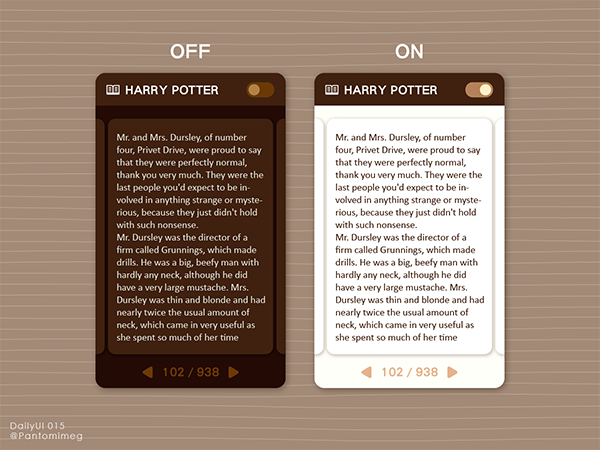 OFF
HARRY POTTER
Mr. and Mrs. Dursley, of number
four, Privet Drive, were proud to say
that they were perfectly normal,
thank you very much. They were the
last people you'd expect to be in-
volved in anything strange or myste-
rious, because they just didn't hold
with such nonsense.
Mr. Dursley was the director of a
firm called Grunnings, which made
drills. He was a big, beefy man with
hardly any neck, although he did
have a very large mustache. Mrs.
Dursley was thin and blonde and had
nearly twice the usual amount of
neck, which came in very useful as
she spent so much of her time
102 / 938
ON
HARRY POTTER
Mr. and Mrs. Dursley, of number
four, Privet Drive, were proud to say
that they were perfectly normal,
thank you very much. They were the
last people you'd expect to be in-
volved in anything strange or myste-
rious, because they just didn't hold
with such nonsense.
Mr. Dursley was the director of a
firm called Grunnings, which made
drills. He was a big, beefy man with
hardly any neck, although he did
have a very large mustache. Mrs.
Dursley was thin and blonde and had
nearly twice the usual amount of
neck, which came in very useful as
she spent so much of her time
102 / 938
DailyUI 015
@Pantomimeg